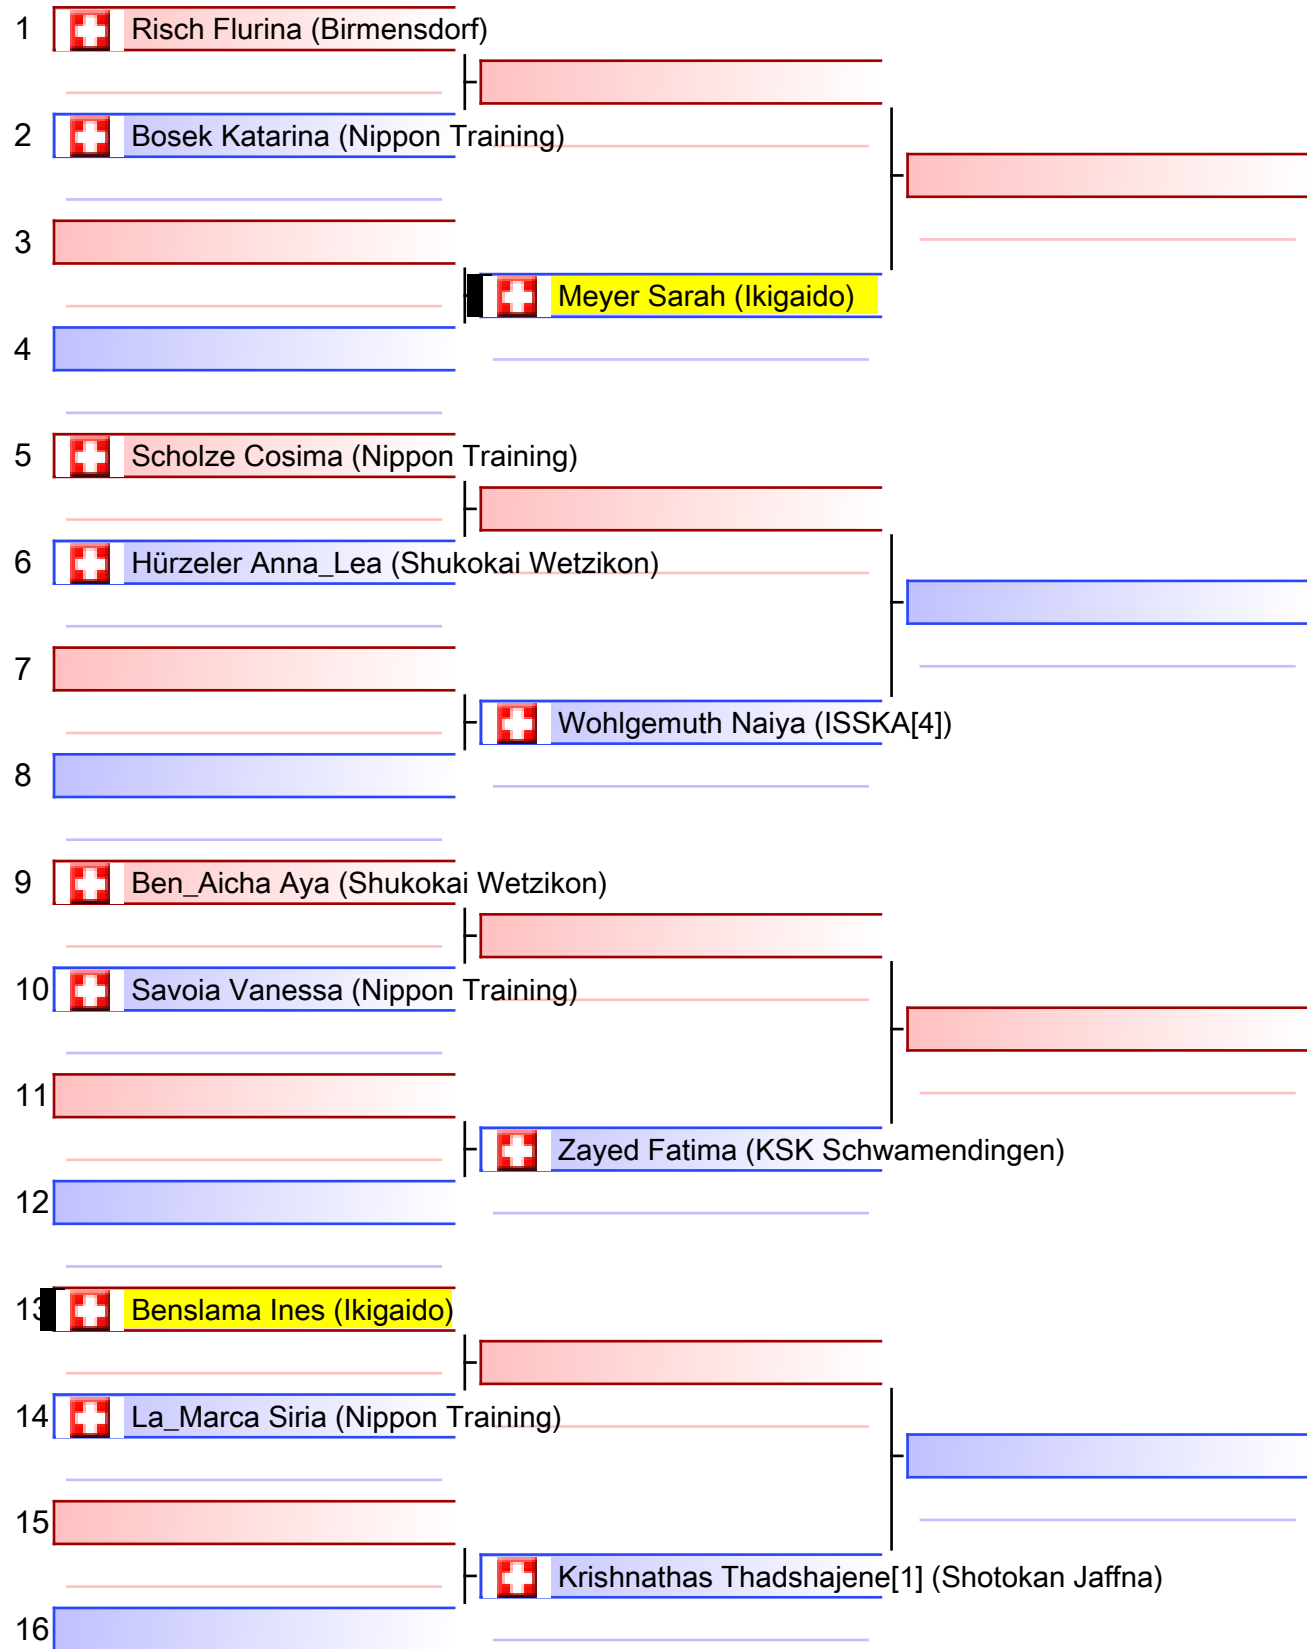 1 Risch Flurina (Birmensdorf)
2 Bosek Katarina (Nippon Training)
3
Meyer Sarah (Ikigaido)
4
5 Scholze Cosima (Nippon Training)
6 Hürzeler Anna_Lea (Shukokai Wetzikon)
7
Wohlgemuth Naiya (ISSKA[4])
8
9 Ben_Aicha Aya (Shukokai Wetzikon)
10 Savoia Vanessa (Nippon Training)
11
Zayed Fatima (KSK Schwamendingen)
12
13 Benslama Ines (Ikigaido)
14 La_Marca Siria (Nippon Training)
15
Krishnathas Thadshajene[1] (Shotokan Jaffna)
16